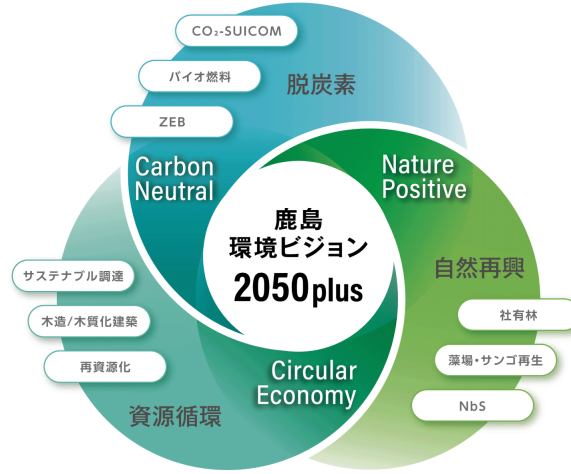 CO₂-SUICOM
バイオ燃料
ZEB
脱炭素
Carbon
Neutral
Nature
Positive
鹿島
環境ビジョン
2050plus
自然再興
サステナブル調達
木造/木質化建築
再資源化
社有林
藻場・サンゴ再生
NbS
Circular
Economy
資源循環